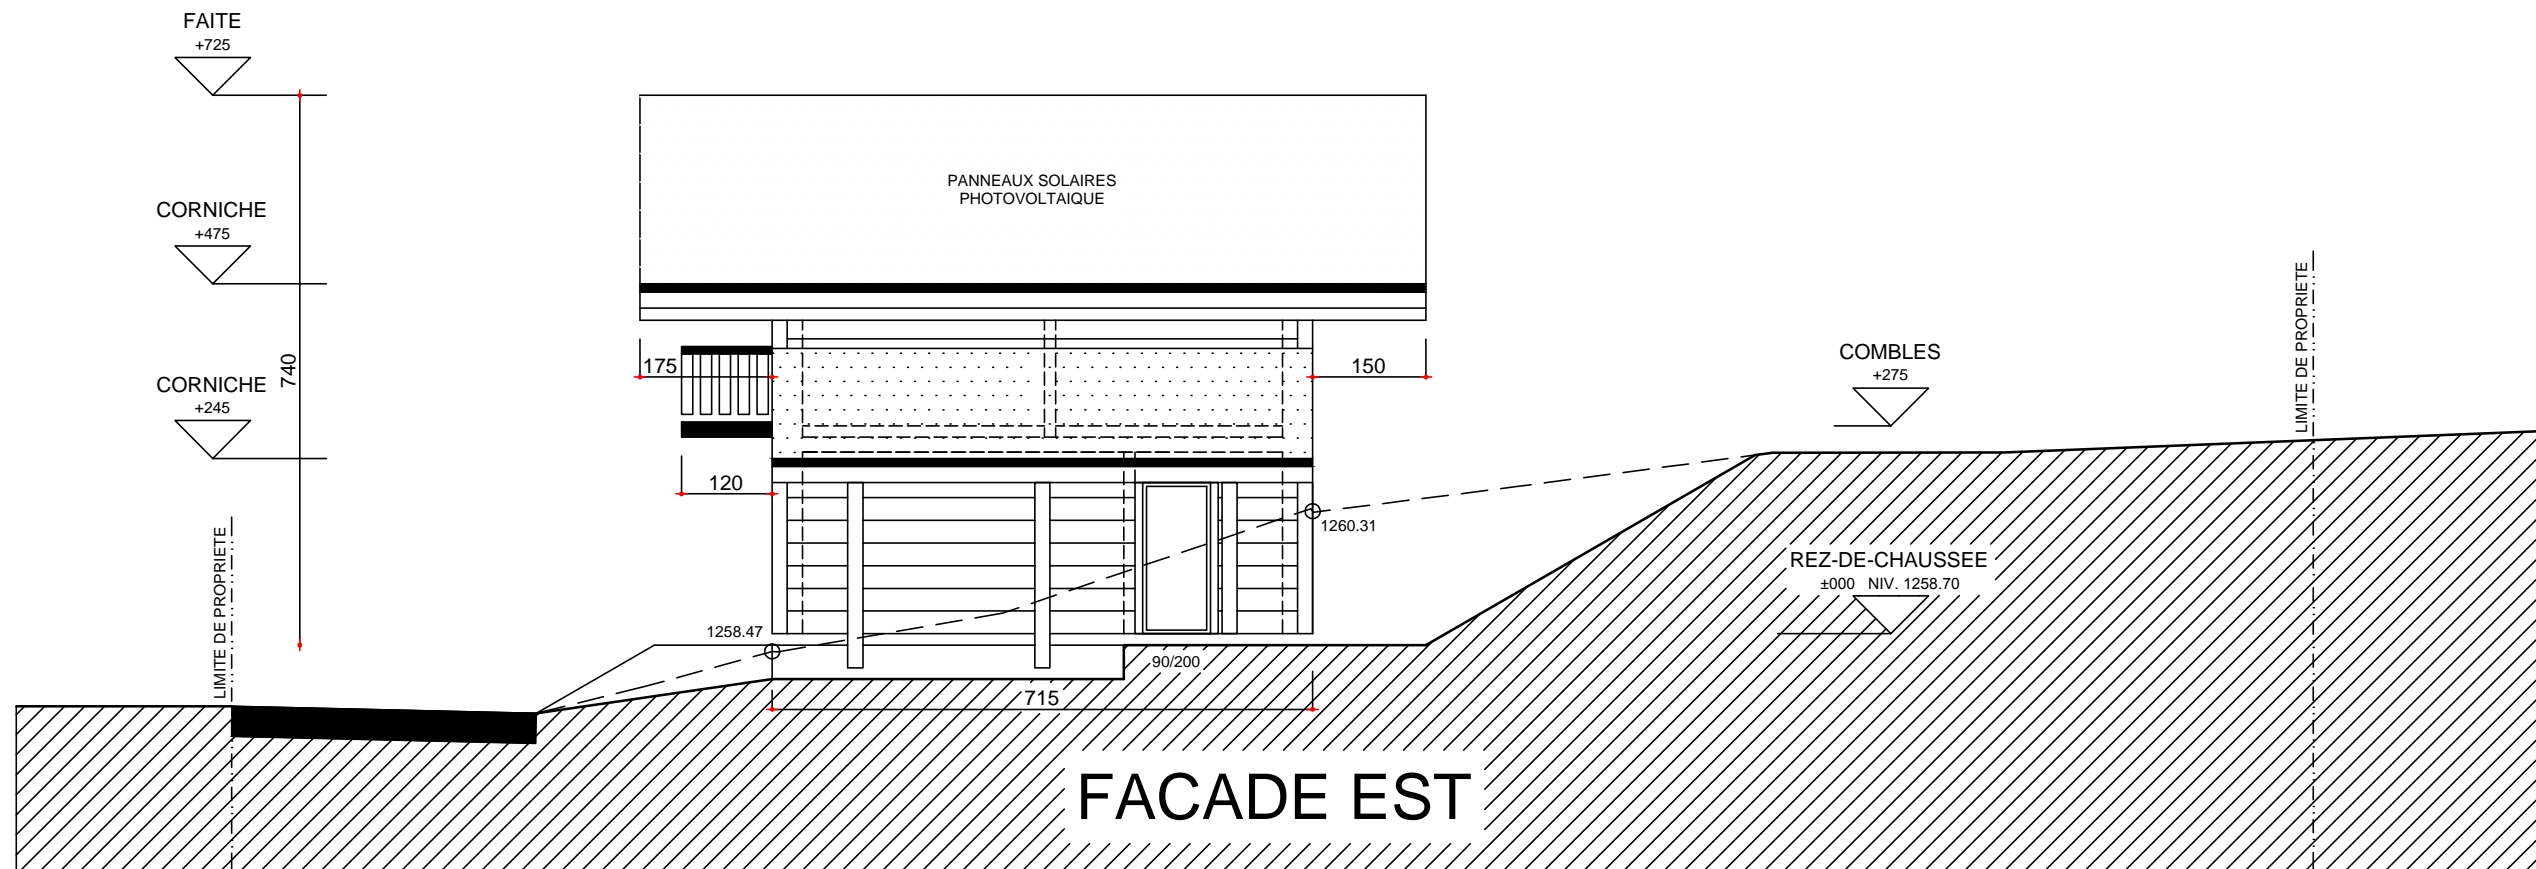 FAITE
+725
CORNICHE
+475
CORNICHE
+245
740
LIMITE DE PROPRIETE
PANNEAUX SOLAIRES
PHOTOVOLTAIQUE
175
150
120
1258.47
1260.31
90/200
715
COMBLES
+275
REZ-DE-CHAUSSEE
±000 NIV. 1258.70
LIMITE DE PROPRIETE
FACADE EST